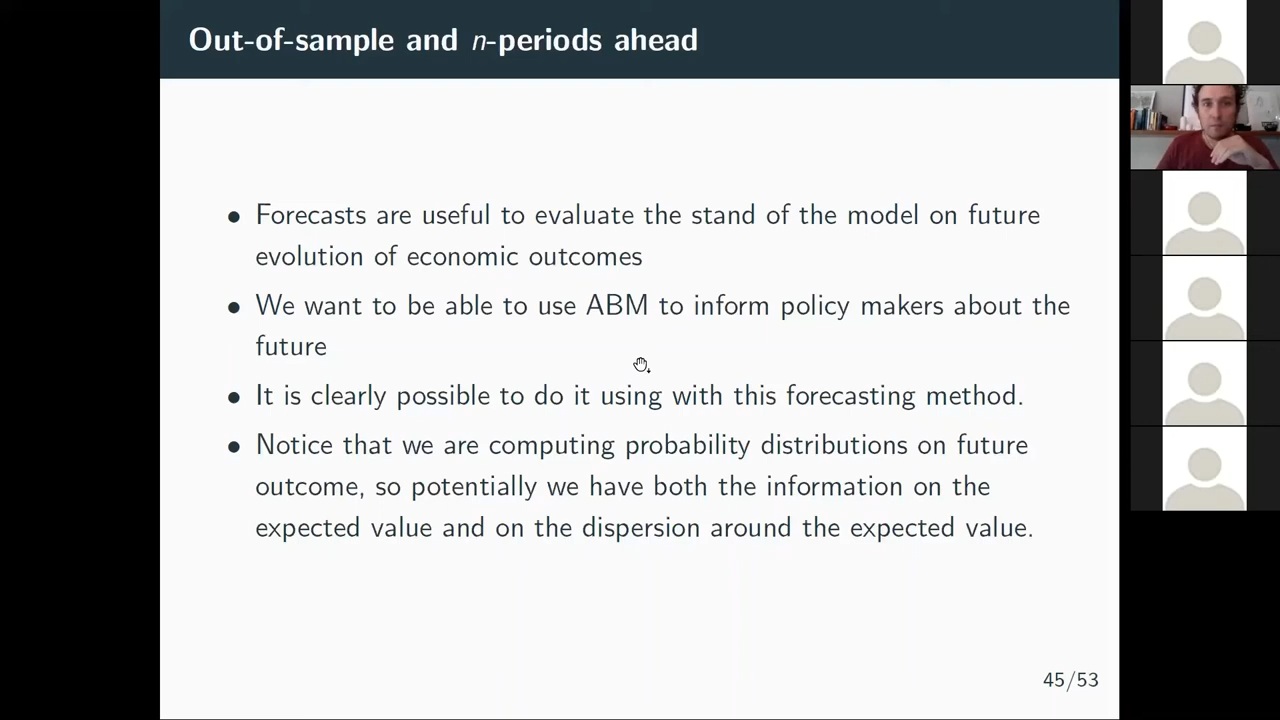 Out-of-sample and n-periods ahead
• Forecasts are useful to evaluate the stand of the model on future
evolution of economic outcomes
• We want to be able to use ABM to inform policy makers about the
future
• It is clearly possible to do it using with this forecasting method.
• Notice that we are computing probability distributions on future
outcome, so potentially we have both the information on the
expected value and on the dispersion around the expected value.
45/53